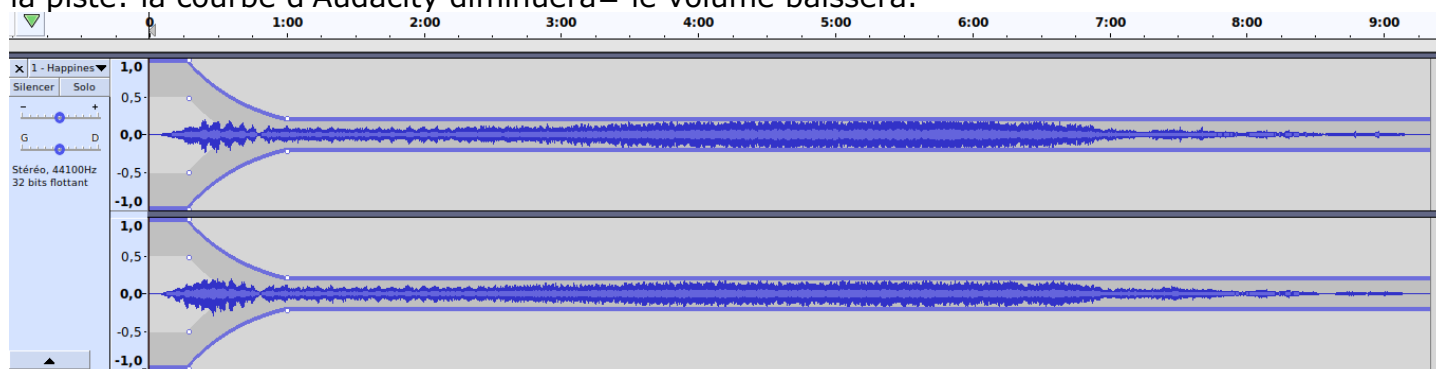 la piste: la courbe d'Audacity diminuera= le volume baissera.
0 1:00 2:00 3:00 4:00 5:00 6:00 7:00 8:00 9:00
x 1 - Happines 1,0
Silencer Solo
0,5
- +
0,0
G D
Stéréo, 44100Hz
-0,5
32 bits flottant
-1,0
1,0
0,5
0,0
-0,5
-1,0